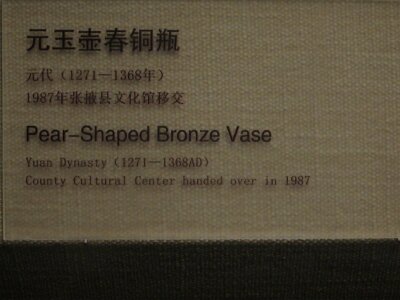 元玉壶春铜瓶
元代（1271—1368年）
1987年张掖县文化馆移交
Pear-Shaped Bronze Vase
Yuan Dynasty（1271—1368AD）
County Cultural Center handed over in 1987